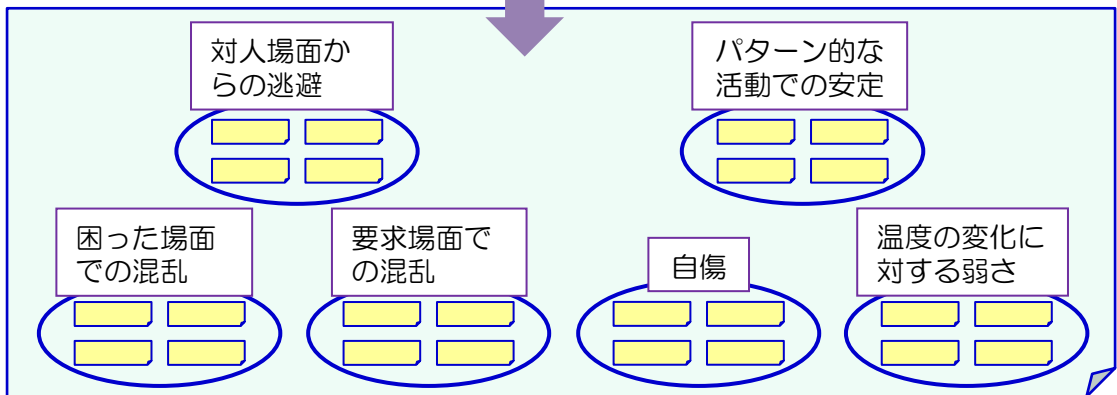 対人場面か
らの逃避
パターン的な
活動での安定
困った場面
での混乱
要求場面で
の混乱
自傷
温度の変化に
対する弱さ